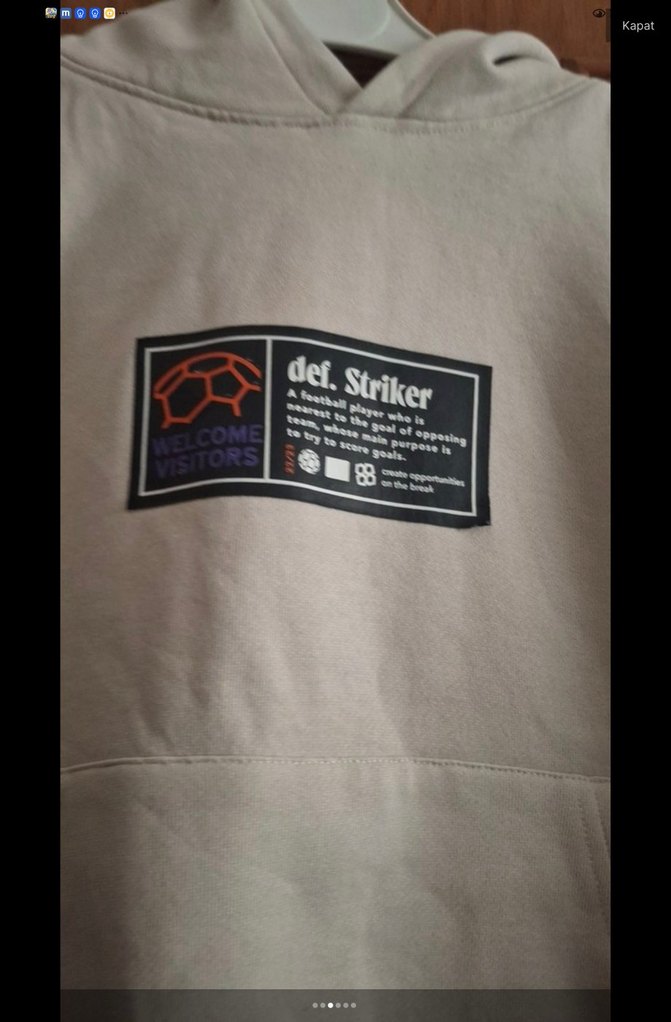 Kapat
def. Striker
A football player who is
nearest to the goal of opposing
team, whose main purpose is
to try to score goals.
WELCOME
VISITORS
create opportunities
on the break